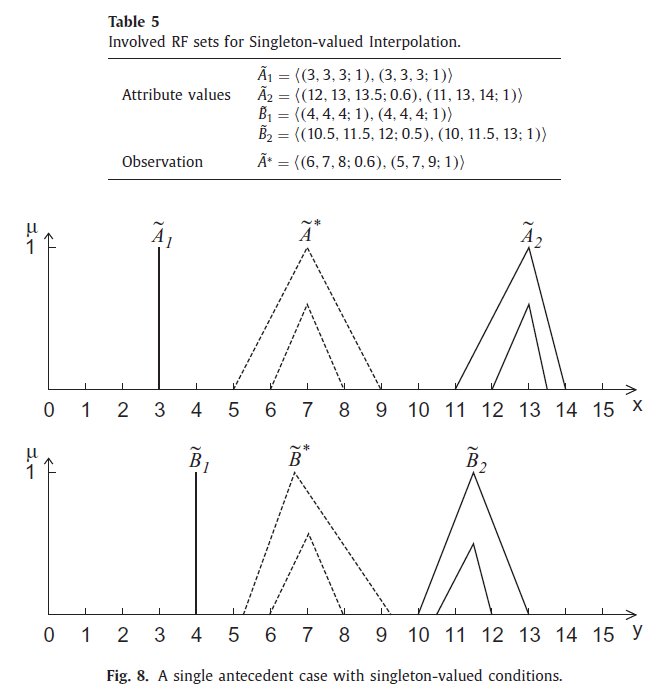 Table 5
Involved RF sets for Singleton-valued Interpolation.
Ã₁ = ⟨(3, 3, 3; 1), (3, 3, 3; 1)⟩
Attribute values Ã₂ = ⟨(12, 13, 13.5; 0.6), (11, 13, 14; 1)⟩
B̃₁ = ⟨(4, 4, 4; 1), (4, 4, 4; 1)⟩
B̃₂ = ⟨(10.5, 11.5, 12; 0.5), (10, 11.5, 13; 1)⟩
Observation Ã* = ⟨(6, 7, 8; 0.6), (5, 7, 9; 1)⟩
μ Ã₁ Ã* Ã₂
1
0 1 2 3 4 5 6 7 8 9 10 11 12 13 14 15 x
μ B̃₁ B̃* B̃₂
1
0 1 2 3 4 5 6 7 8 9 10 11 12 13 14 15 y
Fig. 8. A single antecedent case with singleton-valued conditions.